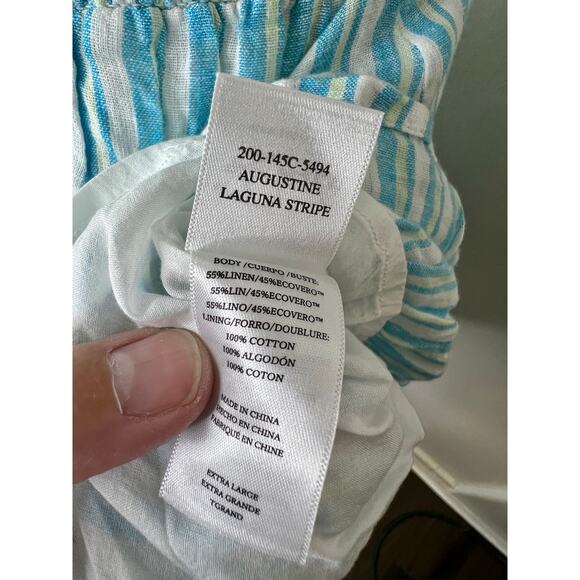 200-145C-5494
AUGUSTINE
LAGUNA STRIPE
BODY /CUERPO /BUSTE:
55%LINEN/45%ECOVERO™
55%LIN/45%ECOVERO™
55%LINO/45%ECOVERO™
LINING/FORRO/DOUBLURE:
100% COTTON
100% ALGODÓN
100% COTON
MADE IN CHINA
HECHO EN CHINA
FABRIQUÉ EN CHINE
EXTRA LARGE
EXTRA GRANDE
TGRAND